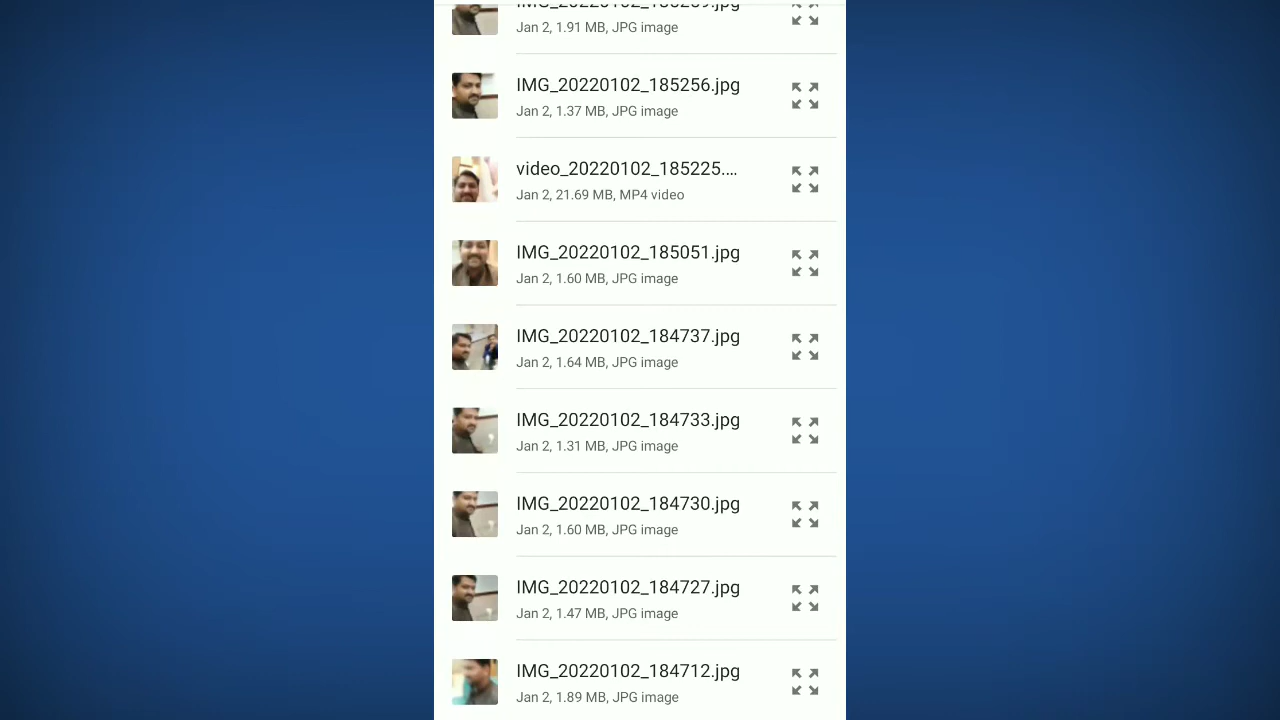 Jan 2, 1.91 MB, JPG image
IMG_20220102_185256.jpg
Jan 2, 1.37 MB, JPG image
video_20220102_185225....
Jan 2, 21.69 MB, MP4 video
IMG_20220102_185051.jpg
Jan 2, 1.60 MB, JPG image
IMG_20220102_184737.jpg
Jan 2, 1.64 MB, JPG image
IMG_20220102_184733.jpg
Jan 2, 1.31 MB, JPG image
IMG_20220102_184730.jpg
Jan 2, 1.60 MB, JPG image
IMG_20220102_184727.jpg
Jan 2, 1.47 MB, JPG image
IMG_20220102_184712.jpg
Jan 2, 1.89 MB, JPG image